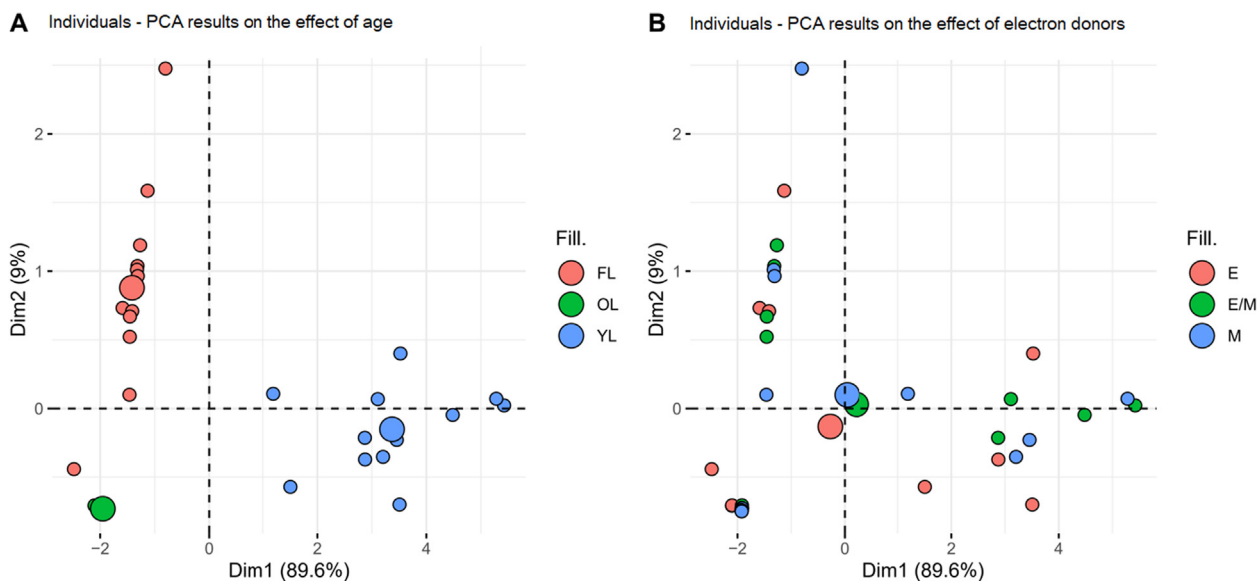 A Individuals - PCA results on the effect of age
2
1
0
Dim2 (9%)
-2
0
2
4
Dim1 (89.6%)
Fill.
FL
OL
YL
B Individuals - PCA results on the effect of electron donors
2
1
0
Dim2 (9%)
-2
0
2
4
Dim1 (89.6%)
Fill.
E
E/M
M